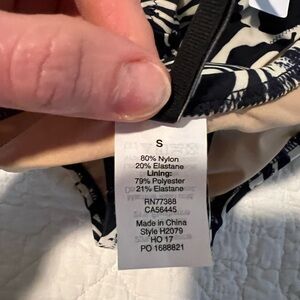 S
80% Nylon
20% Elastane
Lining:
79% Polyester
21% Elastane
RN77388
CA56445
Made in China
Style H2079
HO 17
PO 1688821